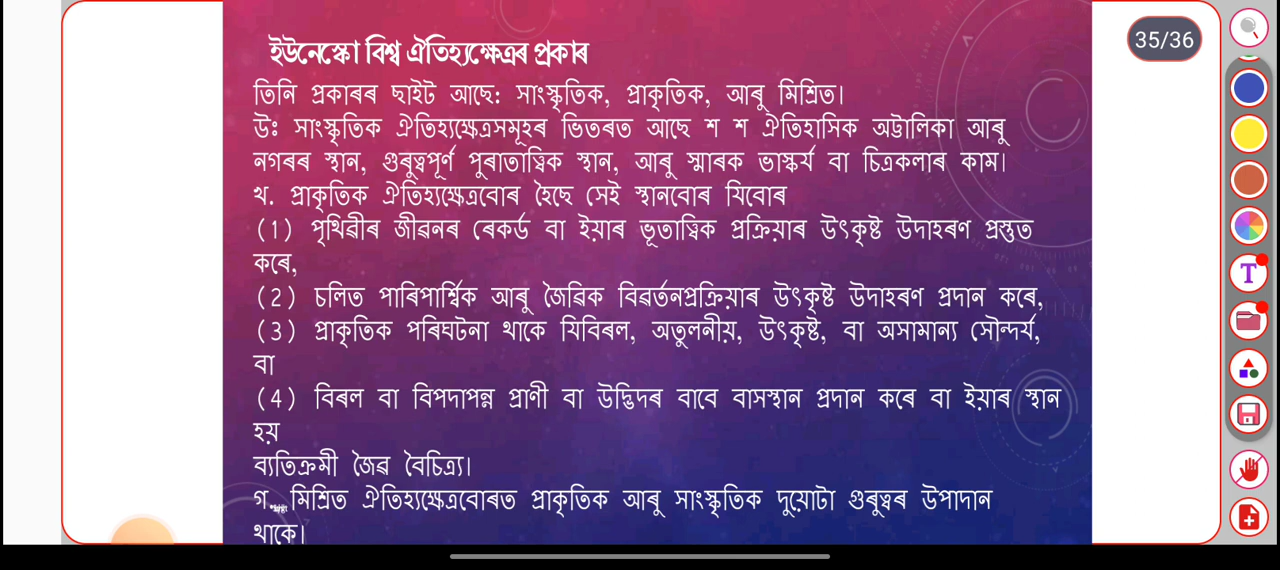 35/36
ইউনেস্কো বিশ্ব ঐতিহ্যক্ষেত্ৰৰ প্ৰকাৰ
তিনি প্ৰকাৰৰ ছাইট আছে: সাংস্কৃতিক, প্ৰাকৃতিক, আৰু মিশ্ৰিত।
উঃ সাংস্কৃতিক ঐতিহ্যক্ষেত্ৰসমূহৰ ভিতৰত আছে শ শ ঐতিহাসিক অট্টালিকা আৰু
নগৰৰ স্থান, গুৰুত্বপূৰ্ণ পুৰাতাত্ত্বিক স্থান, আৰু স্মাৰক ভাস্কৰ্য বা চিত্ৰকলাৰ কাম।
খ. প্ৰাকৃতিক ঐতিহ্যক্ষেত্ৰবোৰ হৈছে সেই স্থানবোৰ যিবোৰ
(1) পৃথিৱীৰ জীৱনৰ ৰেকৰ্ড বা ইয়াৰ ভূতাত্ত্বিক প্ৰক্ৰিয়াৰ উৎকৃষ্ট উদাহৰণ প্ৰস্তুত
কৰে,
(2) চলিত পাৰিপাৰ্শ্বিক আৰু জৈৱিক বিৱৰ্তনপ্ৰক্ৰিয়াৰ উৎকৃষ্ট উদাহৰণ প্ৰদান কৰে,
(3) প্ৰাকৃতিক পৰিঘটনা থাকে যিবিৰল, অতুলনীয়, উৎকৃষ্ট, বা অসামান্য সৌন্দৰ্য,
বা
(4) বিৰল বা বিপদাপন্ন প্ৰাণী বা উদ্ভিদৰ বাবে বাসস্থান প্ৰদান কৰে বা ইয়াৰ স্থান
হয়
ব্যতিক্ৰমী জৈৱ বৈচিত্ৰ্য।
গ. মিশ্ৰিত ঐতিহ্যক্ষেত্ৰবোৰত প্ৰাকৃতিক আৰু সাংস্কৃতিক দুয়োটা গুৰুত্বৰ উপাদান
থাকে।
T